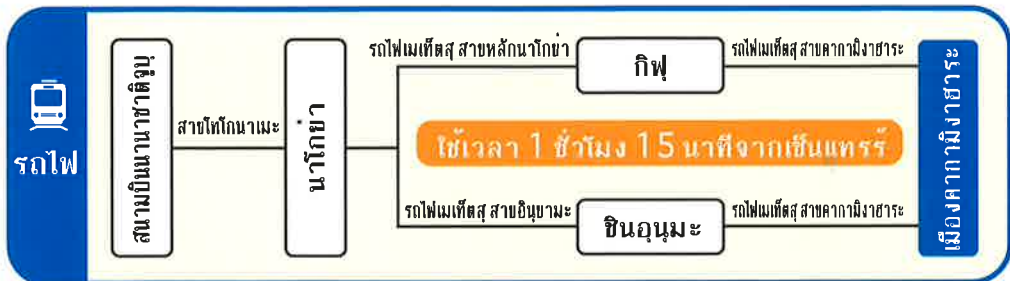 รถไฟ
สนามบินนานาชาติจูบุ
สายโทโกนาเมะ
นาโกย่า
รถไฟเมเท็ตสุ สายหลักนาโกย่า
กิฟุ
รถไฟเมเท็ตสุ สายคากามิงาฮาระ
ใช้เวลา 1 ชั่วโมง 15 นาทีจากเซ็นแทรร์
รถไฟเมเท็ตสุ สายอินุยามะ
ชินอุนุมะ
รถไฟเมเท็ตสุ สายคากามิงาฮาระ
เมืองคากามิงาฮาระ